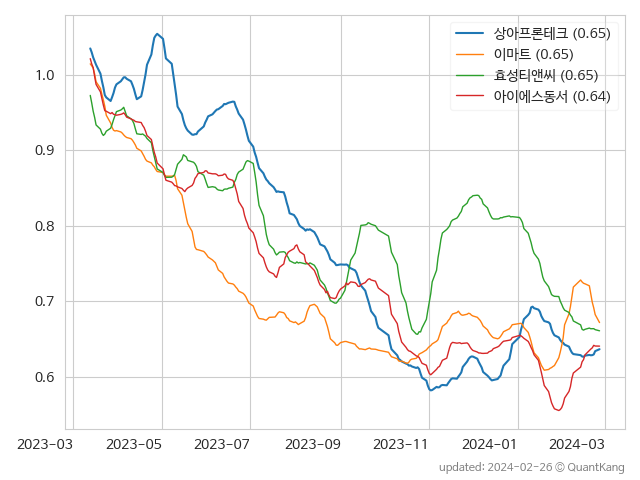 상아프론테크 (0.65)
이마트 (0.65)
효성티앤씨 (0.65)
아이에스동서 (0.64)
1.0
0.9
0.8
0.7
0.6
2023-03 2023-05 2023-07 2023-09 2023-11 2024-01 2024-03
updated: 2024-02-26 © QuantKang